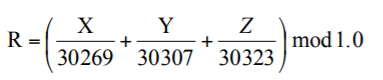 R = ( X/30269 + Y/30307 + Z/30323 ) mod 1.0